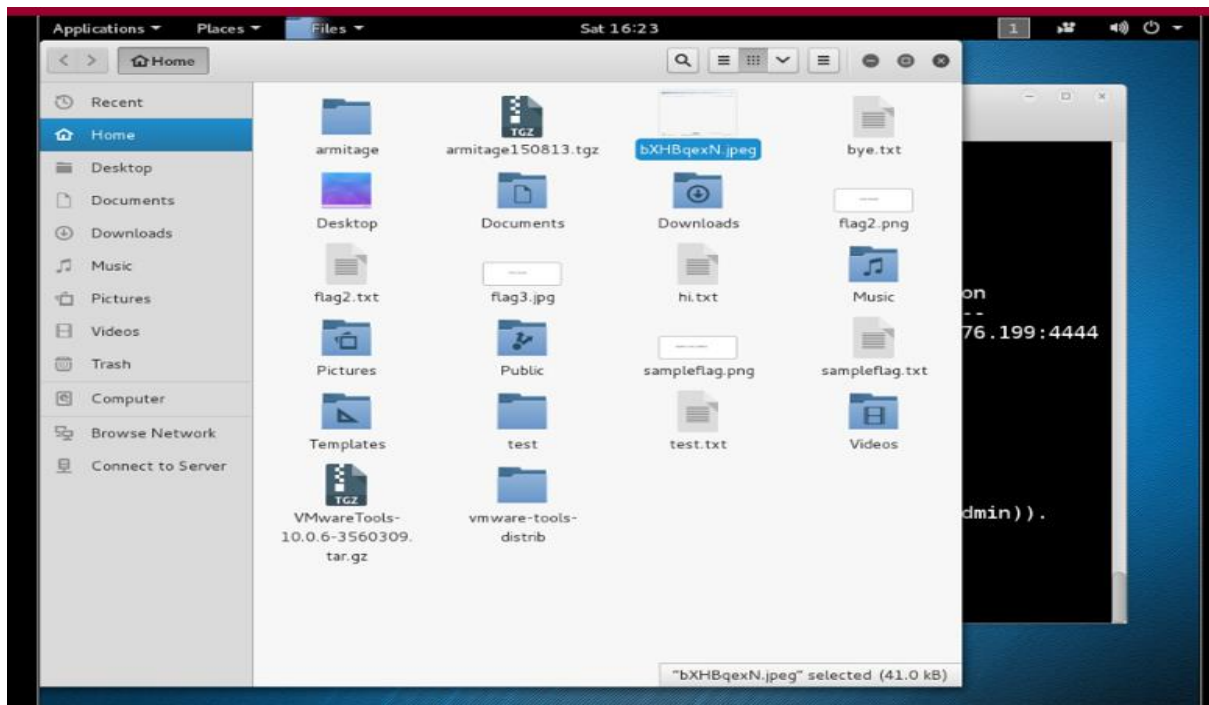 Applications Places Files Sat 16:23 1
Home
Recent
Home
Desktop
Documents
Downloads
Music
Pictures
Videos
Trash
Computer
Browse Network
Connect to Server
armitage
TGZ
armitage150813.tgz
bXHBqexN.jpeg
bye.txt
Desktop
Documents
Downloads
flag2.png
flag2.txt
flag3.jpg
hi.txt
Music
Pictures
Public
sampleflag.png
sampleflag.txt
Templates
test
test.txt
Videos
TGZ
VMwareTools-
10.0.6-3560309.
tar.gz
vmware-tools-
distrib
"bXHBqexN.jpeg" selected (41.0 kB)
on
--
76.199:4444
dmin)).